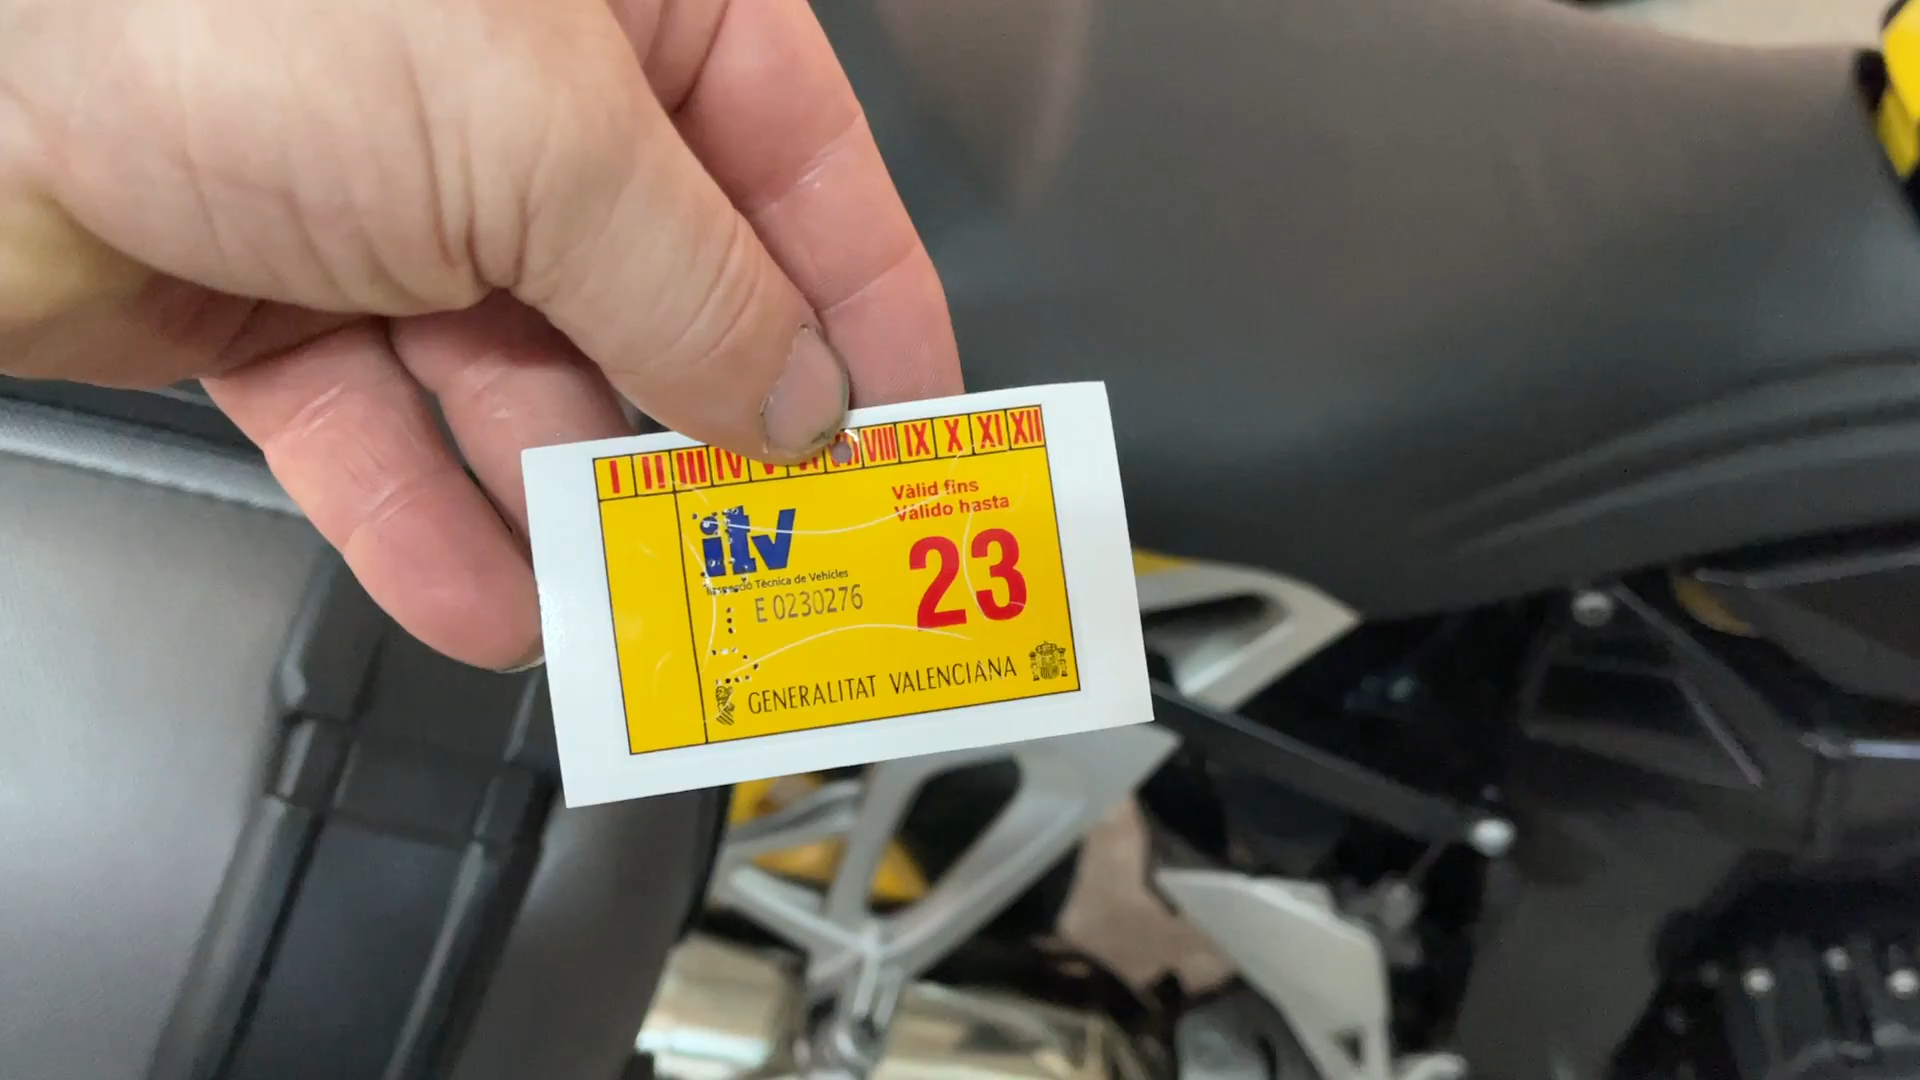 I II III IV V VI VII VIII IX X XI XII
itv
Inspecció Tècnica de Vehicles
E 0230276
Vàlid fins
Válido hasta
23
GENERALITAT VALENCIANA